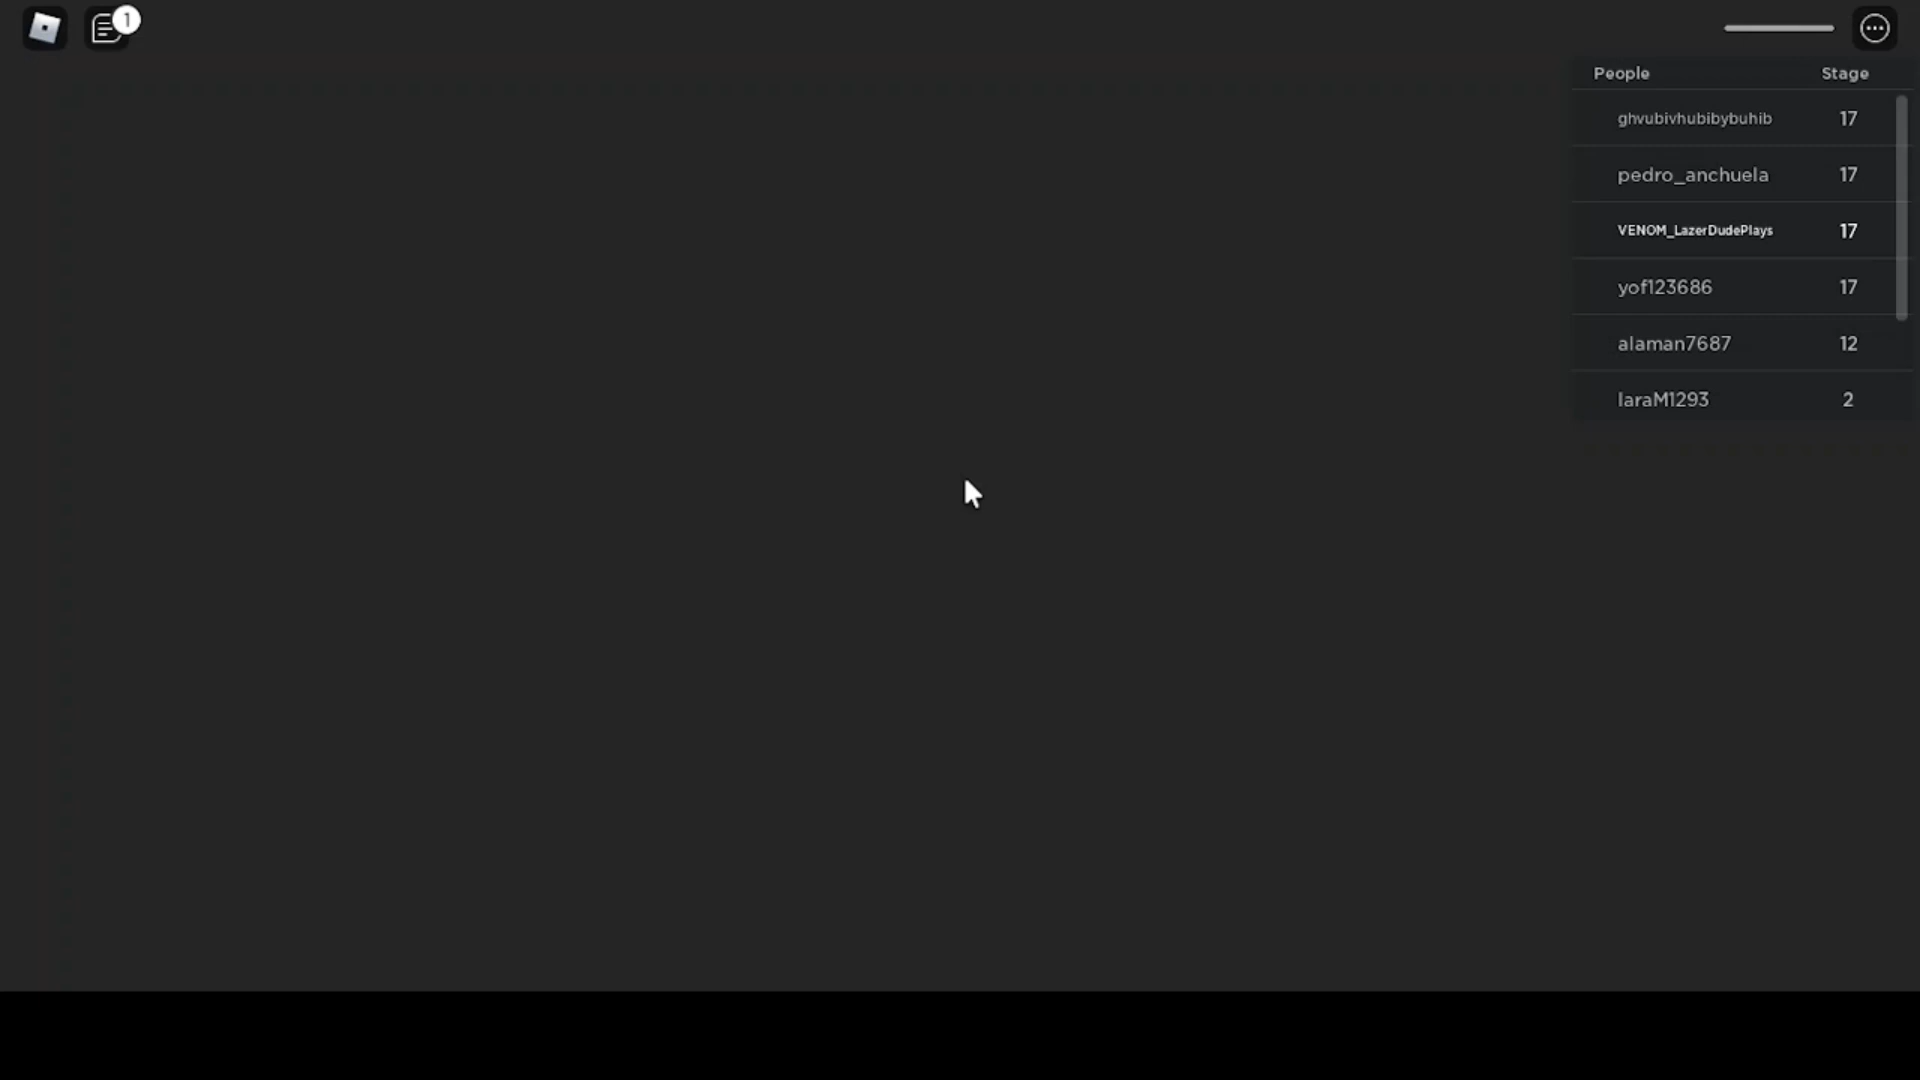 1
People Stage
ghvubivhubibybuhib 17
pedro_anchuela 17
VENOM_LazerDudePlays 17
yof123686 17
alaman7687 12
laraM1293 2